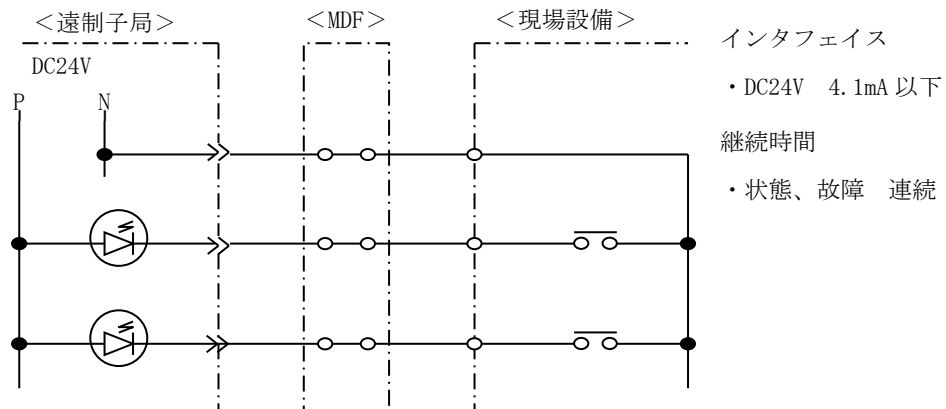 ＜遠制子局＞
＜MDF＞
＜現場設備＞
DC24V
P
N
インタフェイス
・DC24V　4.1mA 以下
継続時間
・状態、故障　連続